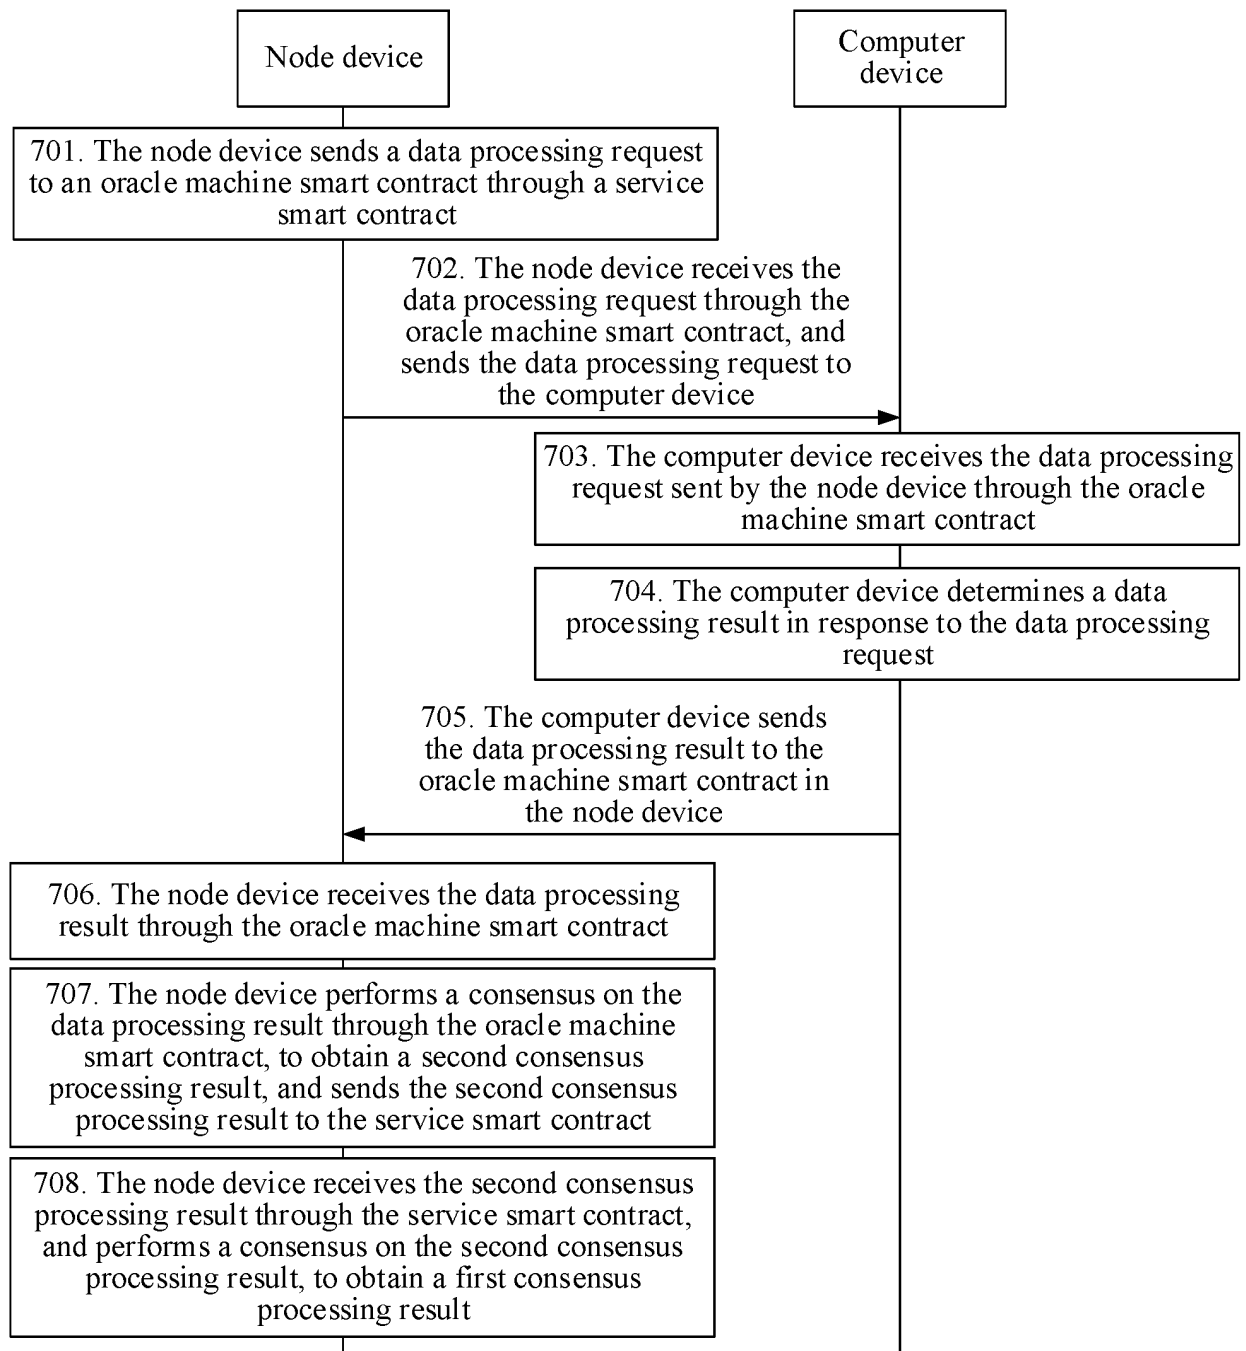 Node device
Computer
device
701. The node device sends a data processing request
to an oracle machine smart contract through a service
smart contract
702. The node device receives the
data processing request through the
oracle machine smart contract, and
sends the data processing request to
the computer device
703. The computer device receives the data processing
request sent by the node device through the oracle
machine smart contract
704. The computer device determines a data
processing result in response to the data processing
request
705. The computer device sends
the data processing result to the
oracle machine smart contract in
the node device
706. The node device receives the data processing
result through the oracle machine smart contract
707. The node device performs a consensus on the
data processing result through the oracle machine
smart contract, to obtain a second consensus
processing result, and sends the second consensus
processing result to the service smart contract
708. The node device receives the second consensus
processing result through the service smart contract,
and performs a consensus on the second consensus
processing result, to obtain a first consensus
processing result